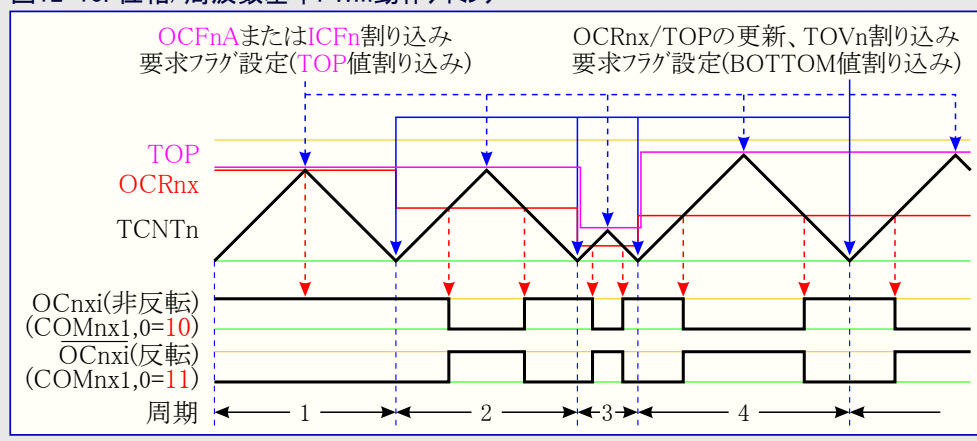 OCFnAまたはICFn割り込み
要求フラグ設定(TOP値割り込み)
OCRnx/TOPの更新、TOVn割り込み
要求フラグ設定(BOTTOM値割り込み)
TOP
OCRnx
TCNTn
OCnxi(非反転)
(COMnx1,0=10)
OCnxi(反転)
(COMnx1,0=11)
周期
1
2
3
4